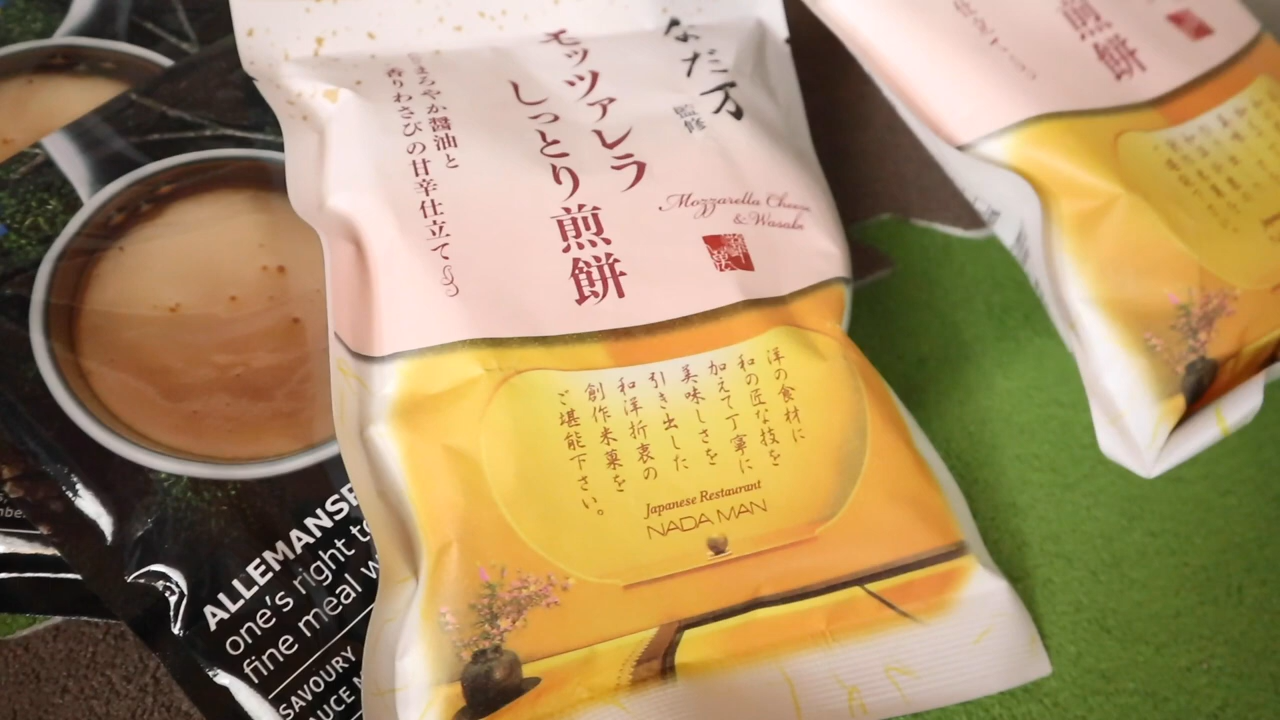 なだ万
監修
モッツァレラ
しっとり煎餅
まろやか醤油と
香りわさびの甘辛仕立て
Mozzarella Cheese
& Wasabi
洋の食材に
和の匠な技を
加えて丁寧に
美味しさを
引き出した
和洋折衷の
創作米菓を
ご堪能下さい。
Japanese Restaurant
NADA MAN
煎餅
仕立て
ALLEMANSR
one's right to
fine meal w
SAVOURY